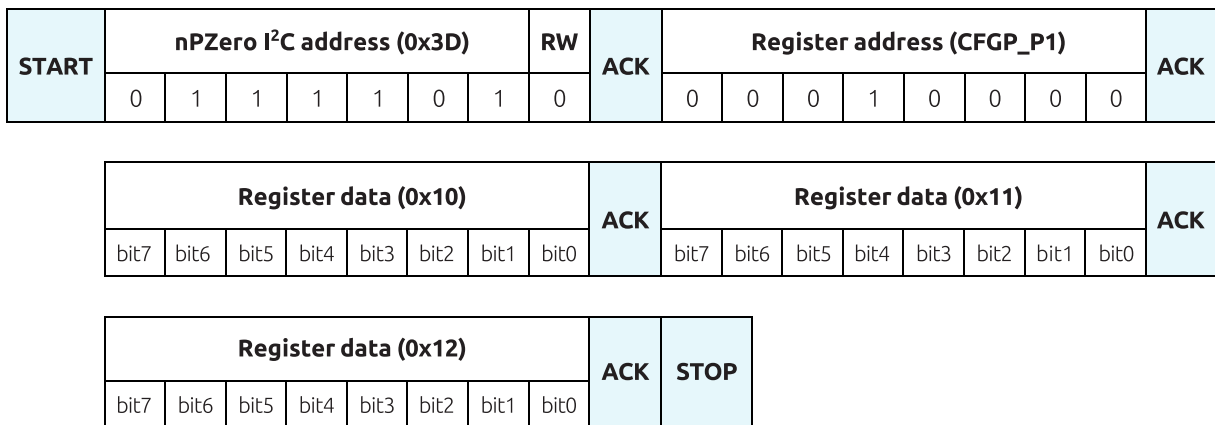 START nPZero I²C address (0x3D) RW ACK Register address (CFGP_P1) ACK
0 1 1 1 1 0 1 0 0 0 0 1 0 0 0 0
Register data (0x10) ACK Register data (0x11) ACK
bit7 bit6 bit5 bit4 bit3 bit2 bit1 bit0 bit7 bit6 bit5 bit4 bit3 bit2 bit1 bit0
Register data (0x12) ACK STOP
bit7 bit6 bit5 bit4 bit3 bit2 bit1 bit0